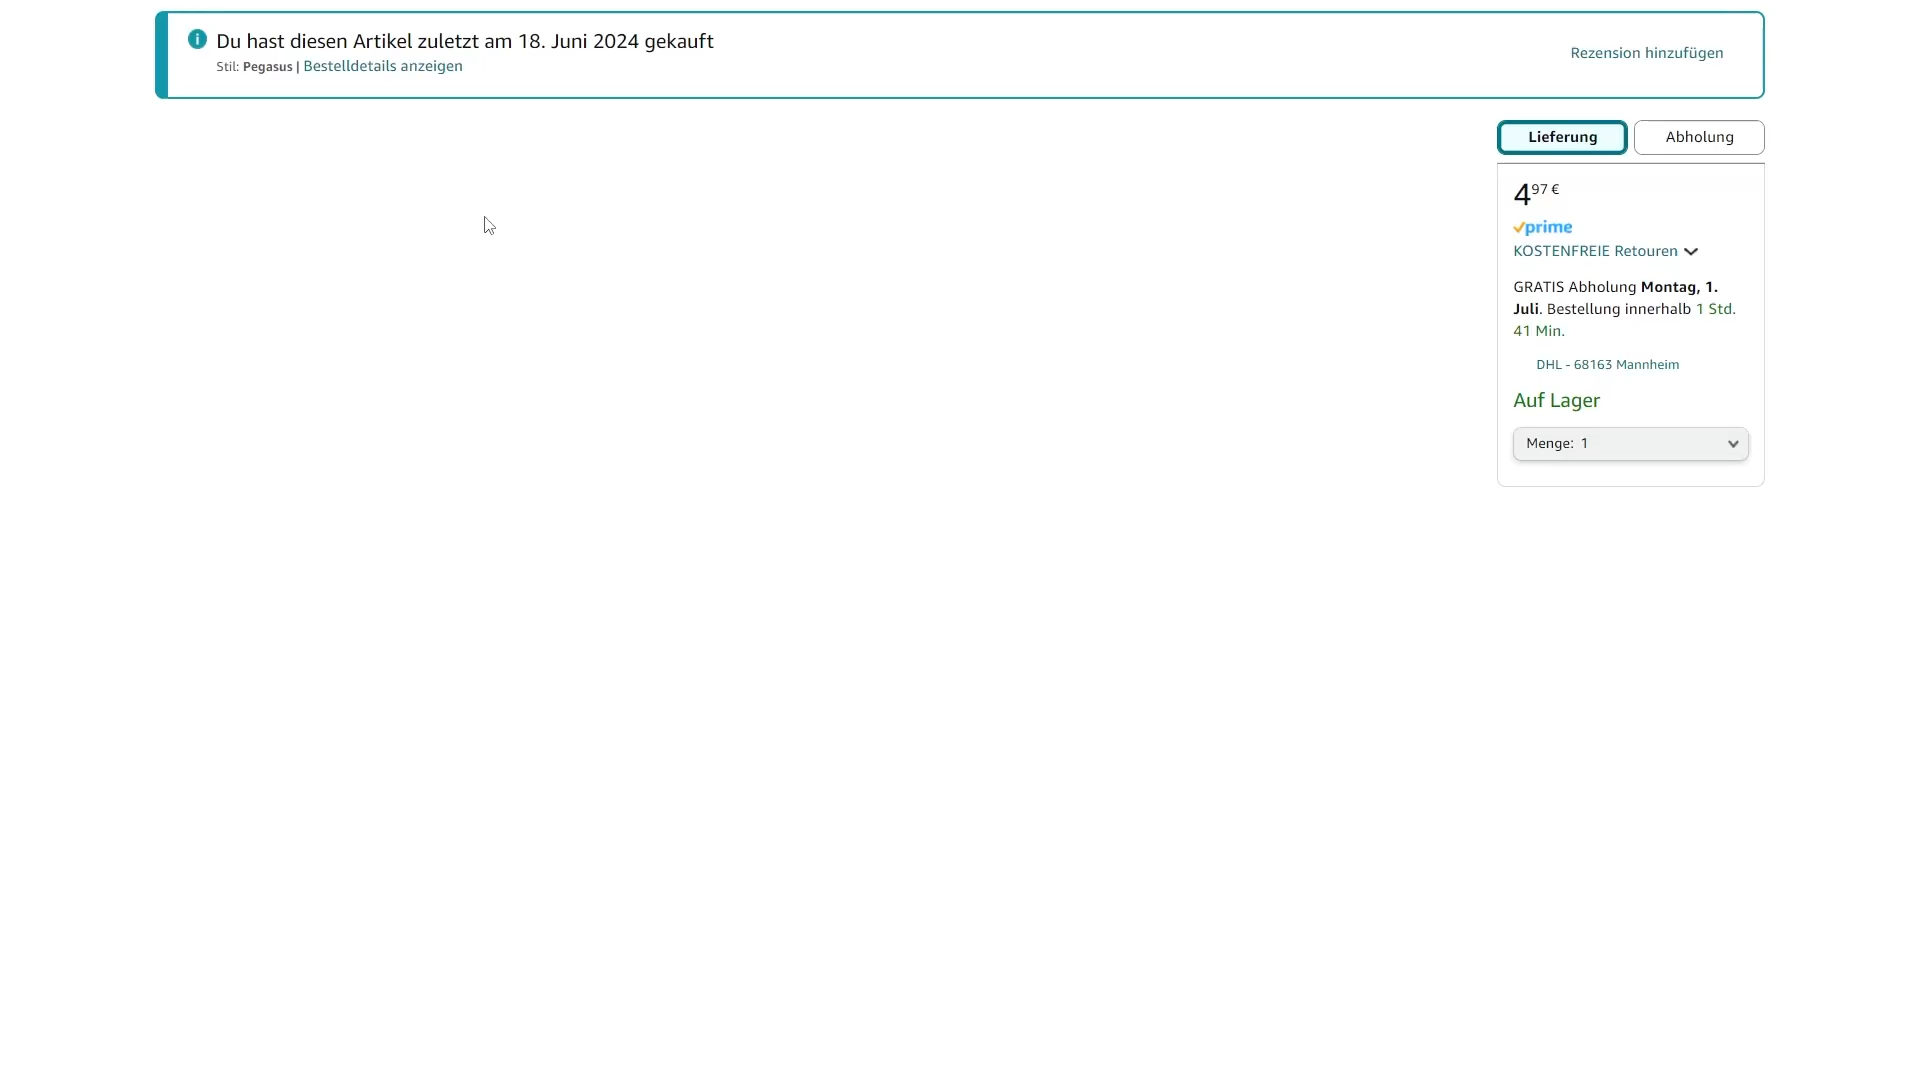 Du hast diesen Artikel zuletzt am 18. Juni 2024 gekauft
Stil: Pegasus | Bestelldetails anzeigen
Rezension hinzufügen
Lieferung
Abholung
4 97 €
prime
KOSTENFREIE Retouren
GRATIS Abholung Montag, 1.
Juli. Bestellung innerhalb 1 Std.
41 Min.
DHL - 68163 Mannheim
Auf Lager
Menge: 1